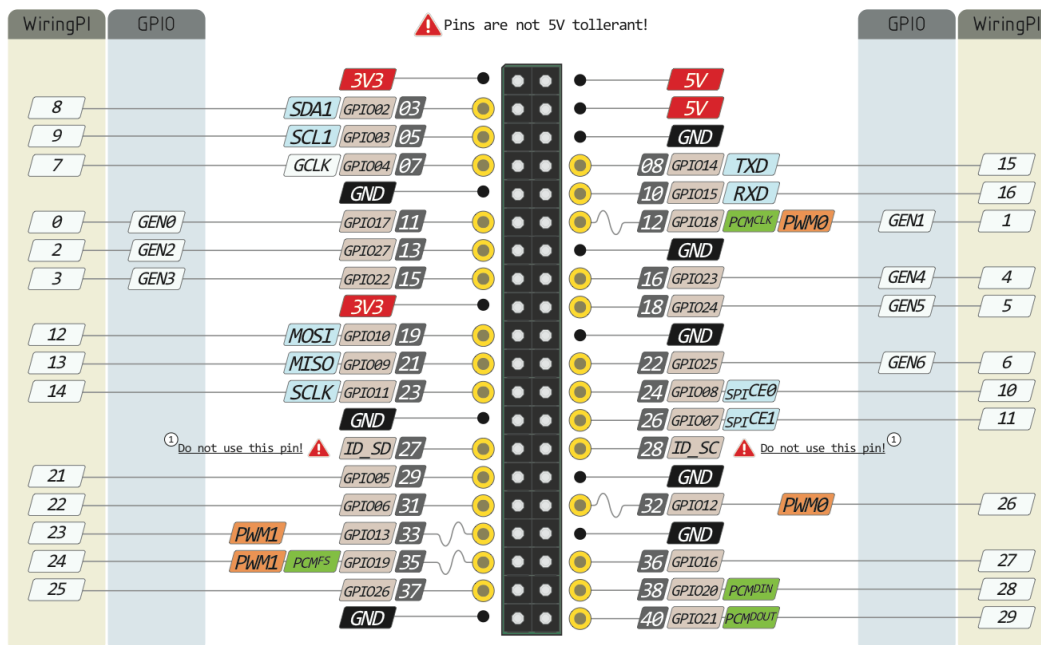 WiringPI GPIO Pins are not 5V tollerant! GPIO WiringPI
3V3 5V
8 SDA1 GPIO02 03 5V
9 SCL1 GPIO03 05 GND
7 GCLK GPIO04 07 08 GPIO14 TXD 15
GND 10 GPIO15 RXD 16
0 GEN0 GPIO17 11 12 GPIO18 PCMCLK PWM0 GEN1 1
2 GEN2 GPIO27 13 GND
3 GEN3 GPIO22 15 16 GPIO23 GEN4 4
3V3 18 GPIO24 GEN5 5
12 MOSI GPIO10 19 GND
13 MISO GPIO09 21 22 GPIO25 GEN6 6
14 SCLK GPIO11 23 24 GPIO08 SPICE0 10
GND 26 GPIO07 SPICE1 11
1 Do not use this pin! ID_SD 27 28 ID_SC Do not use this pin! 1
21 GPIO05 29 GND
22 GPIO06 31 32 GPIO12 PWM0 26
23 PWM1 GPIO13 33 GND
24 PWM1 PCMFS GPIO19 35 36 GPIO16 27
25 GPIO26 37 38 GPIO20 PCMDIN 28
GND 40 GPIO21 PCMDOUT 29